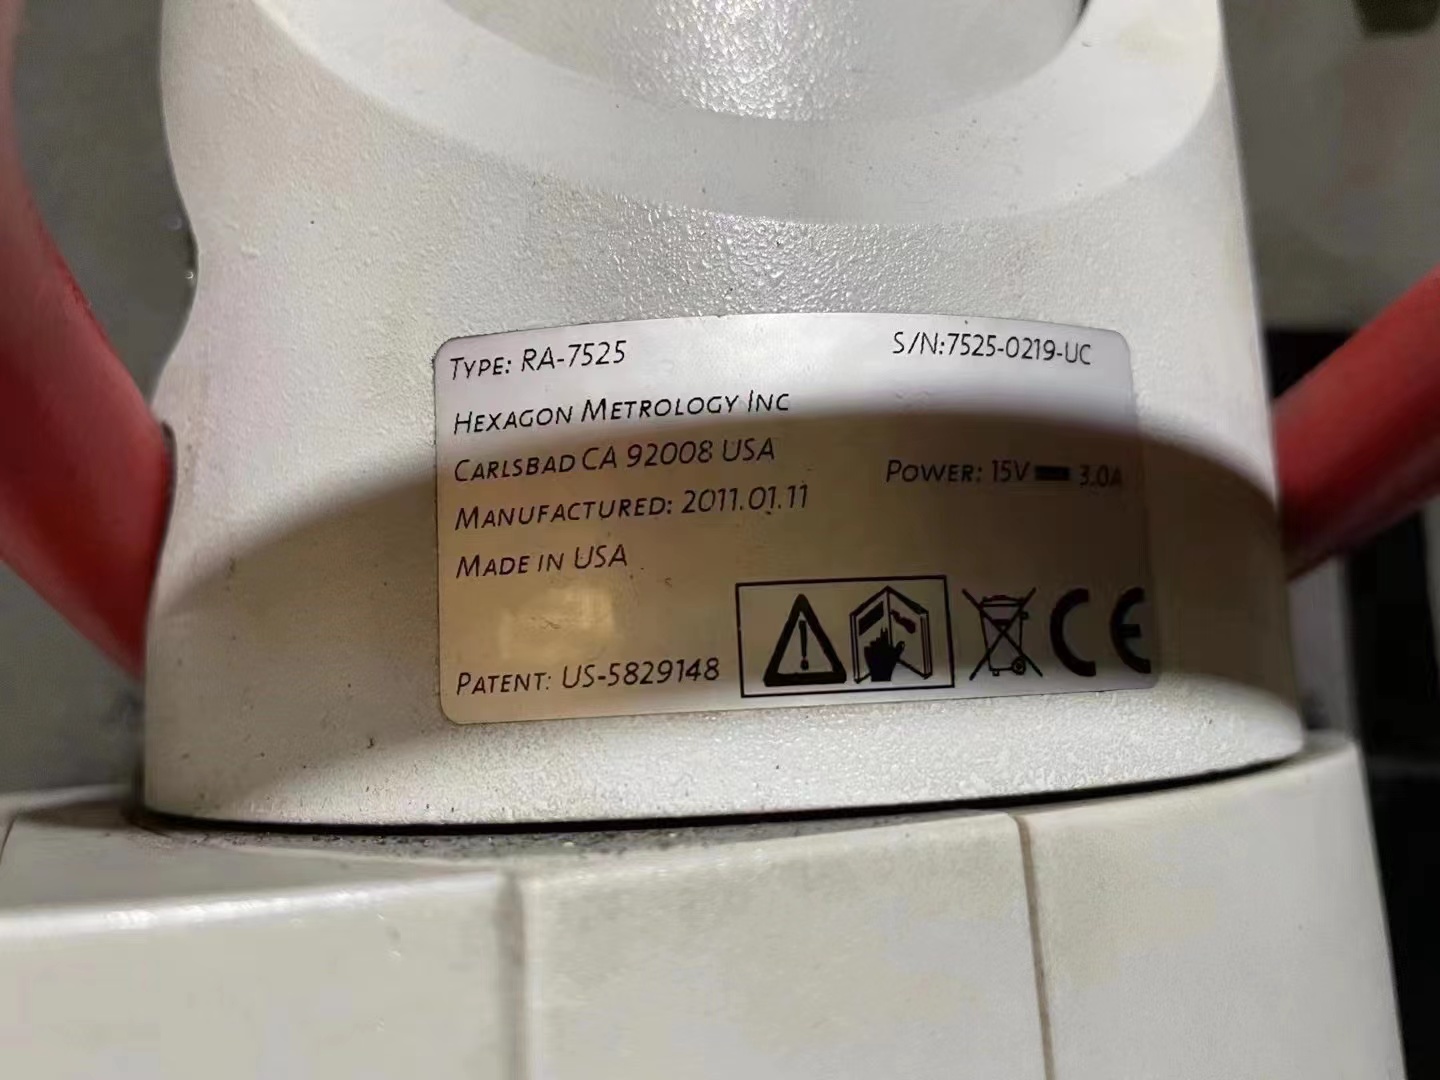 TYPE: RA-7525
S/N:7525-0219-UC
HEXAGON METROLOGY INC
CARLSBAD CA 92008 USA
POWER: 15V 3.0A
MANUFACTURED: 2011.01.11
MADE IN USA
PATENT: US-5829148
CE